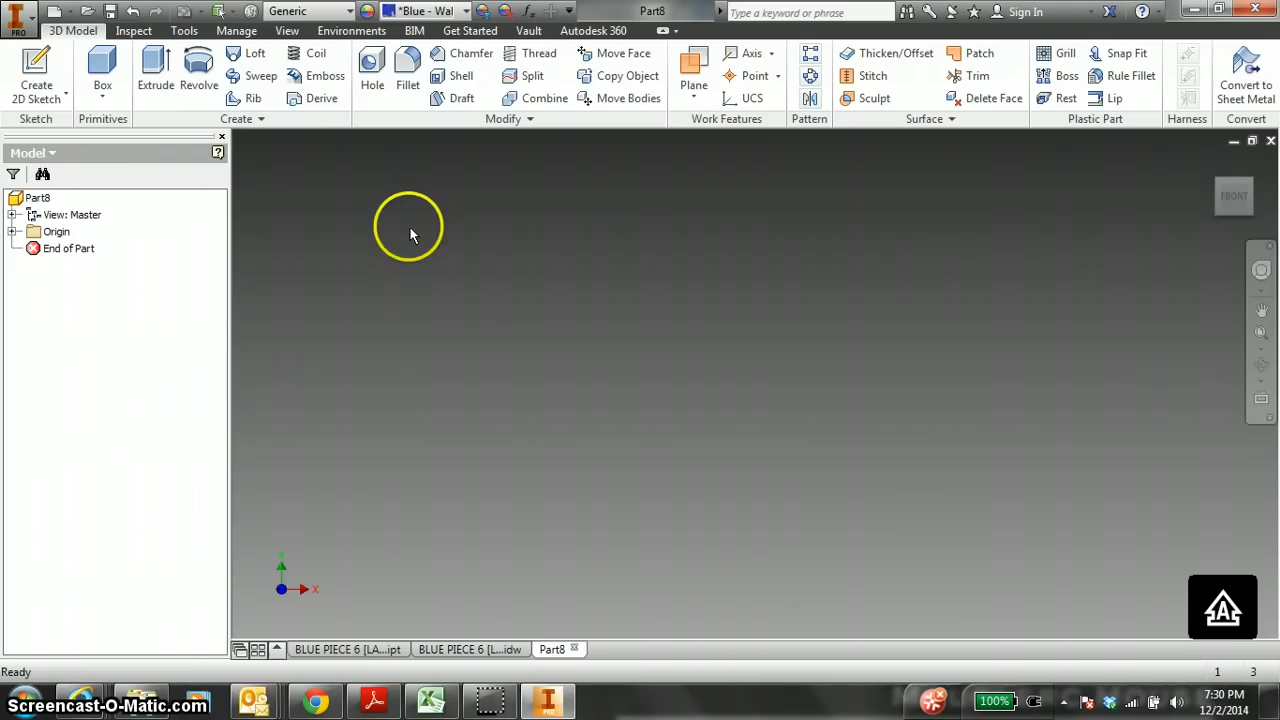 Generic
*Blue - Wal
Part8
Type a keyword or phrase
Sign In
PRO
3D Model
Inspect
Tools
Manage
View
Environments
BIM
Get Started
Vault
Autodesk 360
Create
2D Sketch
Box
Extrude
Revolve
Loft
Sweep
Rib
Coil
Emboss
Derive
Hole
Fillet
Chamfer
Shell
Draft
Thread
Split
Combine
Move Face
Copy Object
Move Bodies
Plane
Axis
Point
UCS
Thicken/Offset
Stitch
Sculpt
Patch
Trim
Delete Face
Grill
Boss
Rest
Snap Fit
Rule Fillet
Lip
Convert to
Sheet Metal
Sketch
Primitives
Create
Modify
Work Features
Pattern
Surface
Plastic Part
Harness
Convert
Model
Part8
View: Master
Origin
End of Part
FRONT
Y
X
A
BLUE PIECE 6 [LA...ipt
BLUE PIECE 6 [L...idw
Part8
Ready
1
3
Screencast-O-Matic.com
PRO
100%
7:30 PM
12/2/2014